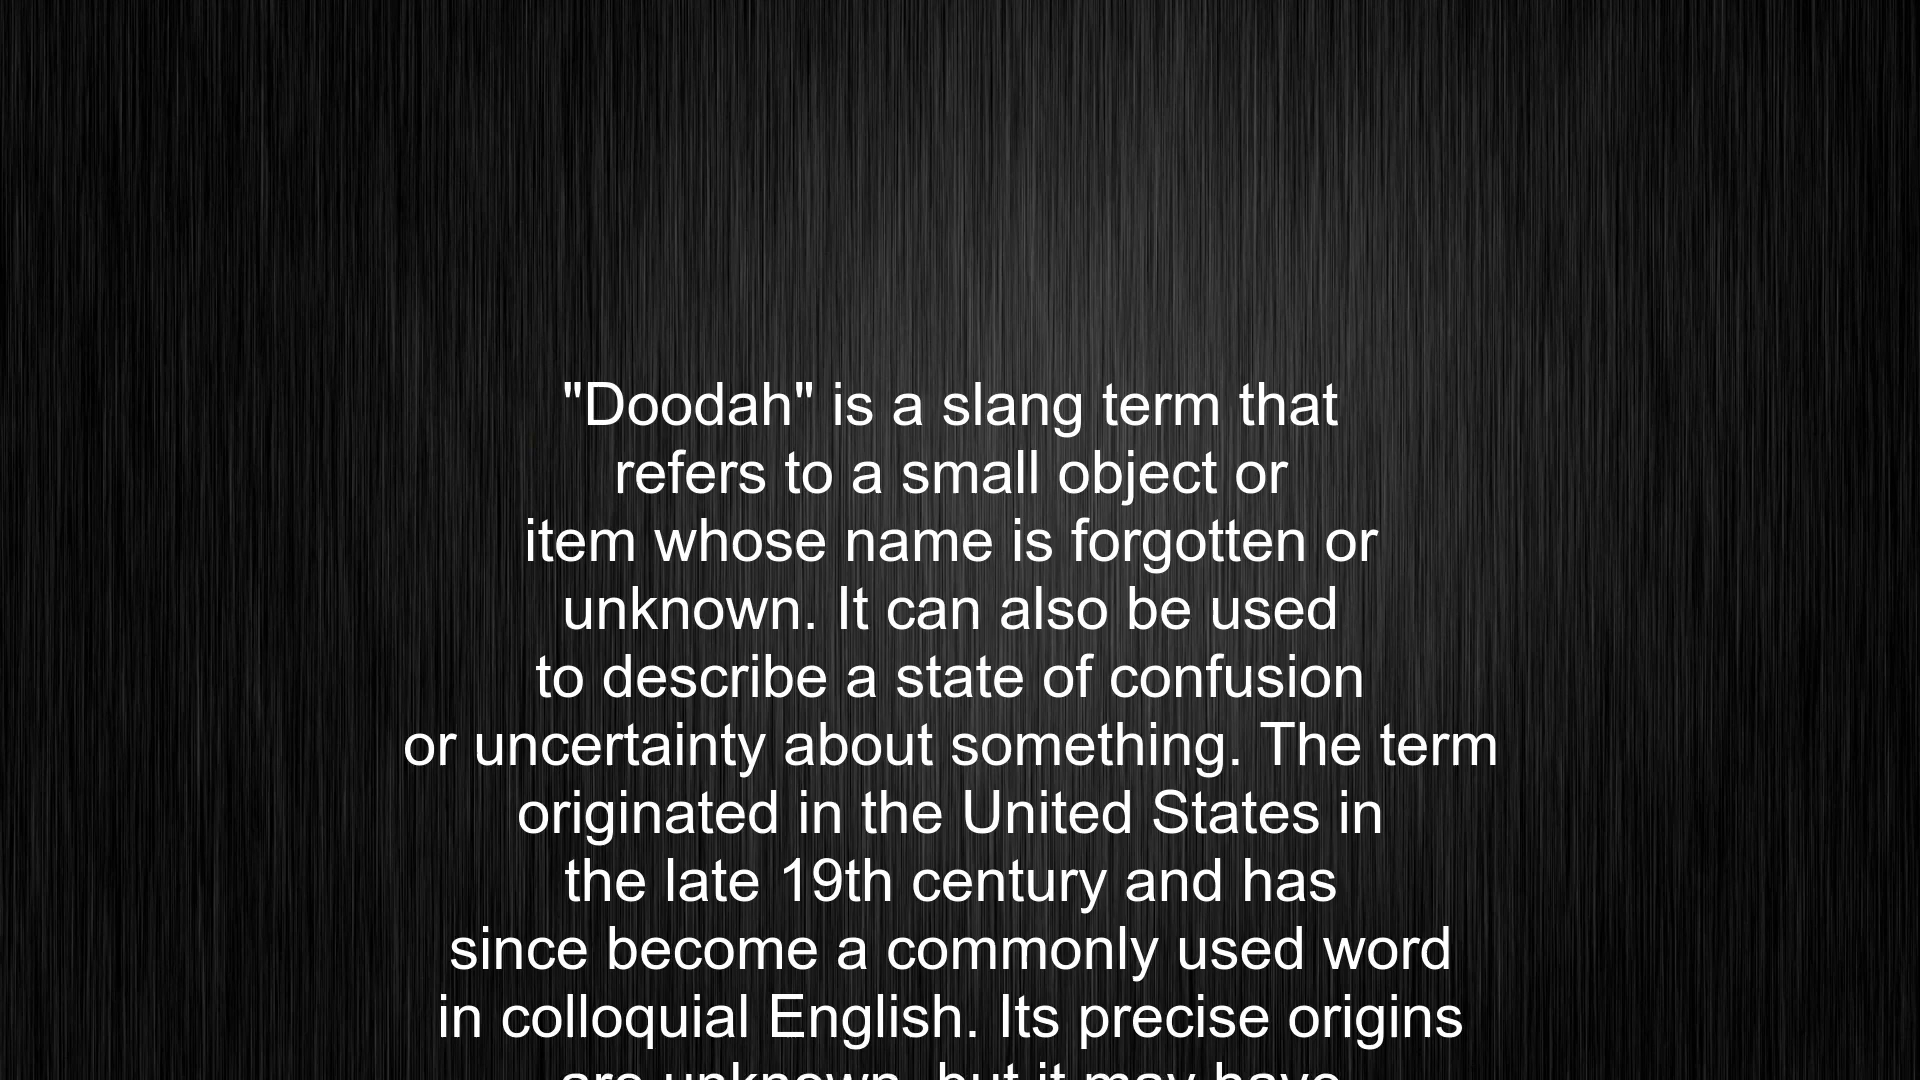 "Doodah" is a slang term that
refers to a small object or
item whose name is forgotten or
unknown. It can also be used
to describe a state of confusion
or uncertainty about something. The term
originated in the United States in
the late 19th century and has
since become a commonly used word
in colloquial English. Its precise origins
are unknown, but it may have